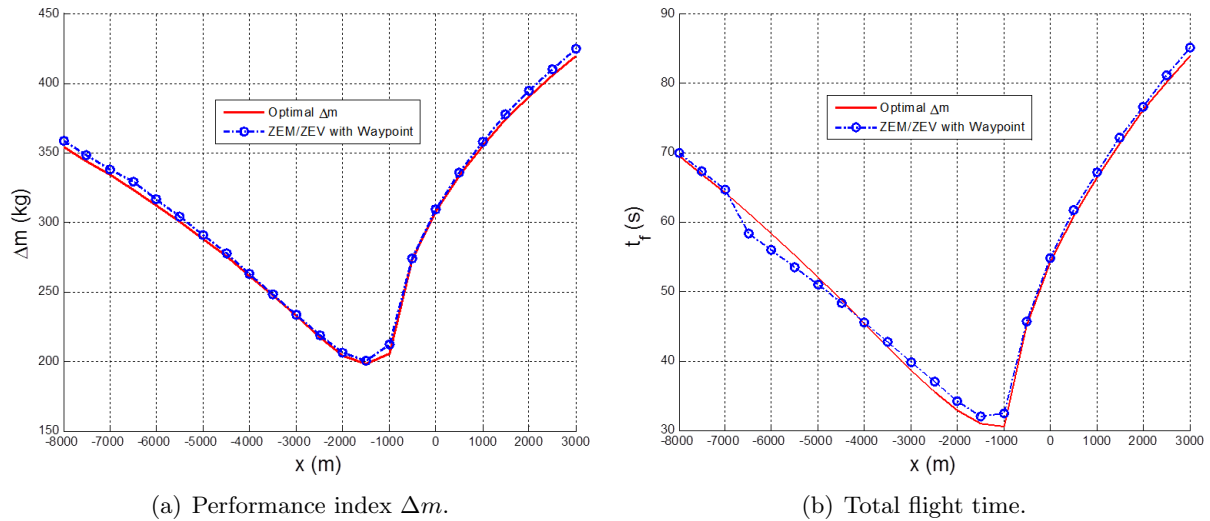 450
400
350
300
250
200
150
Δm (kg)
Optimal Δm
ZEM/ZEV with Waypoint
-8000 -7000 -6000 -5000 -4000 -3000 -2000 -1000 0 1000 2000 3000
x (m)
(a) Performance index Δm.
90
80
70
60
50
40
30
t_f (s)
Optimal Δm
ZEM/ZEV with Waypoint
-8000 -7000 -6000 -5000 -4000 -3000 -2000 -1000 0 1000 2000 3000
x (m)
(b) Total flight time.